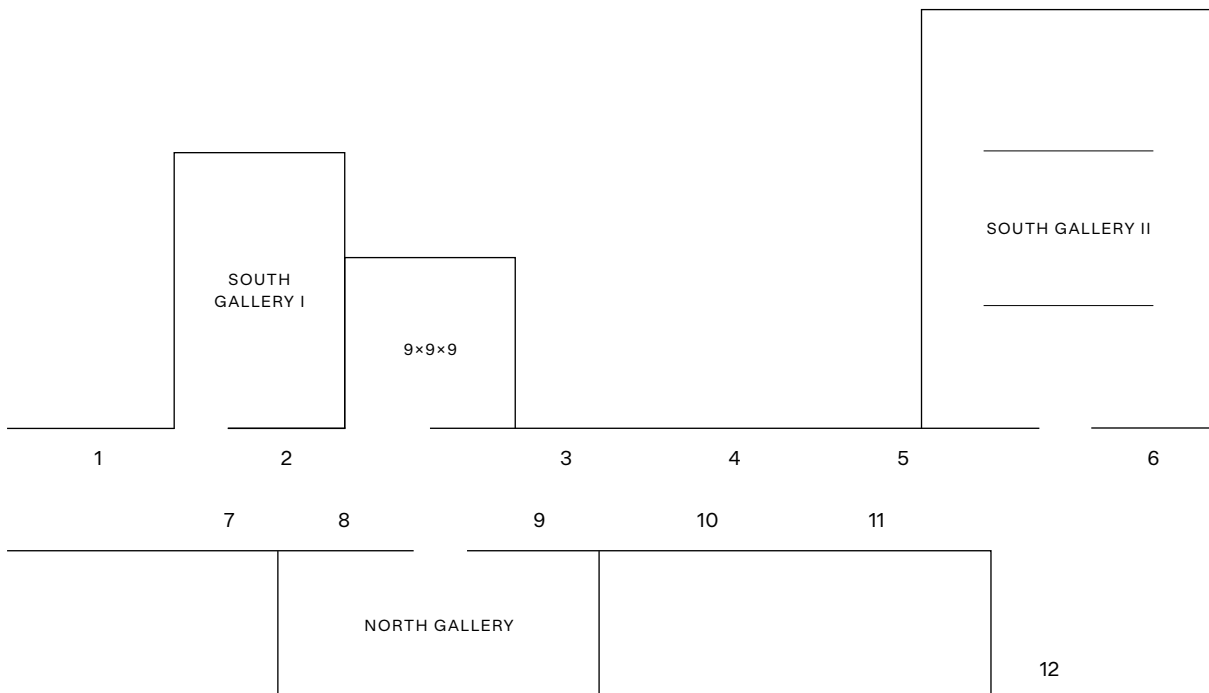 SOUTH GALLERY II
SOUTH
GALLERY I
9×9×9
1 2 3 4 5 6
7 8 9 10 11
NORTH GALLERY
12